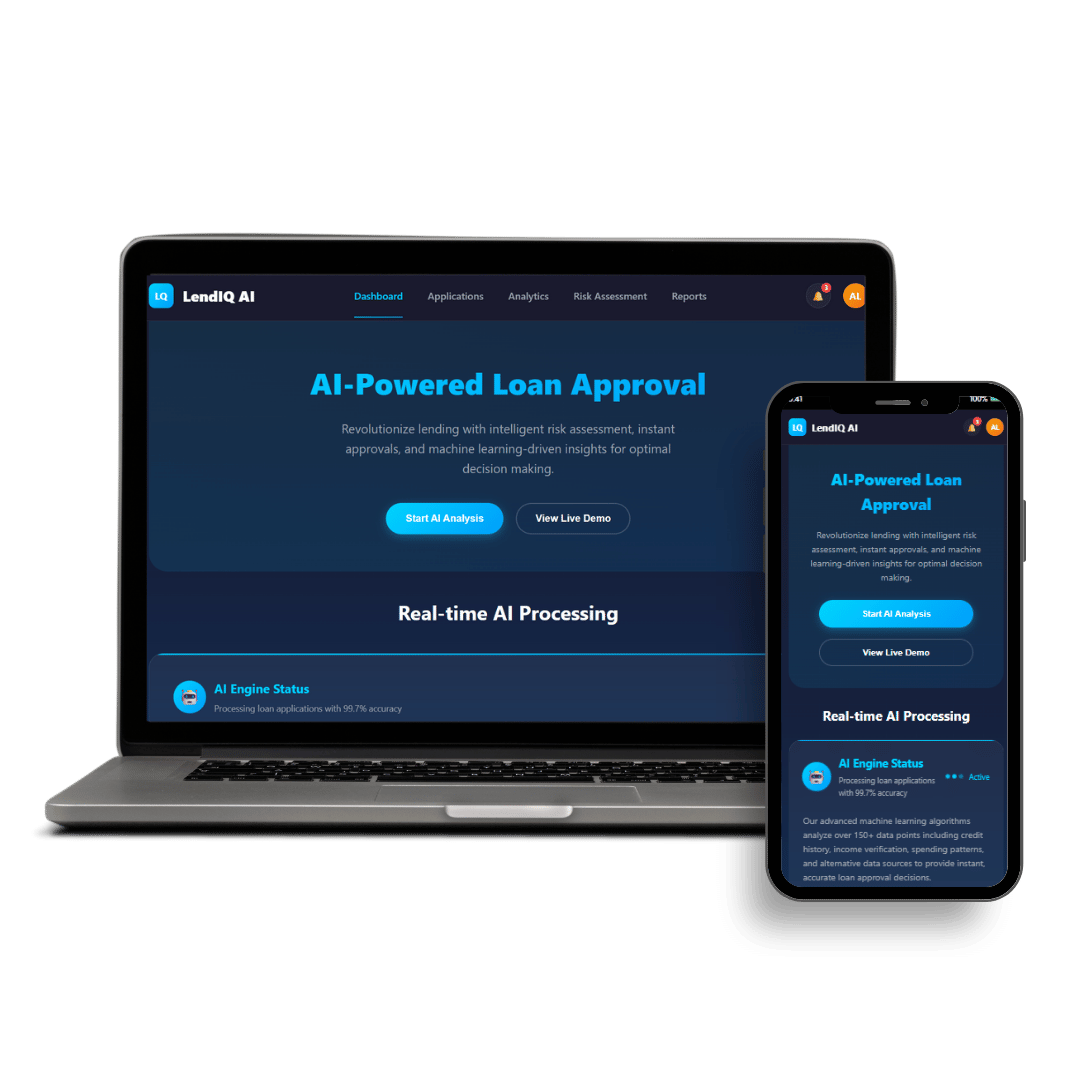 LQ LendIQ AI Dashboard Applications Analytics Risk Assessment Reports 3 AL
AI-Powered Loan Approval
Revolutionize lending with intelligent risk assessment, instant
approvals, and machine learning-driven insights for optimal
decision making.
Start AI Analysis View Live Demo
Real-time AI Processing
AI Engine Status
Processing loan applications with 99.7% accuracy
100%
LQ LendIQ AI 3 AL
AI-Powered Loan
Approval
Revolutionize lending with intelligent risk
assessment, instant approvals, and machine
learning-driven insights for optimal decision
making.
Start AI Analysis
View Live Demo
Real-time AI Processing
AI Engine Status
Processing loan applications
with 99.7% accuracy
Active
Our advanced machine learning algorithms
analyze over 150+ data points including credit
history, income verification, spending patterns,
and alternative data sources to provide instant,
accurate loan approval decisions.